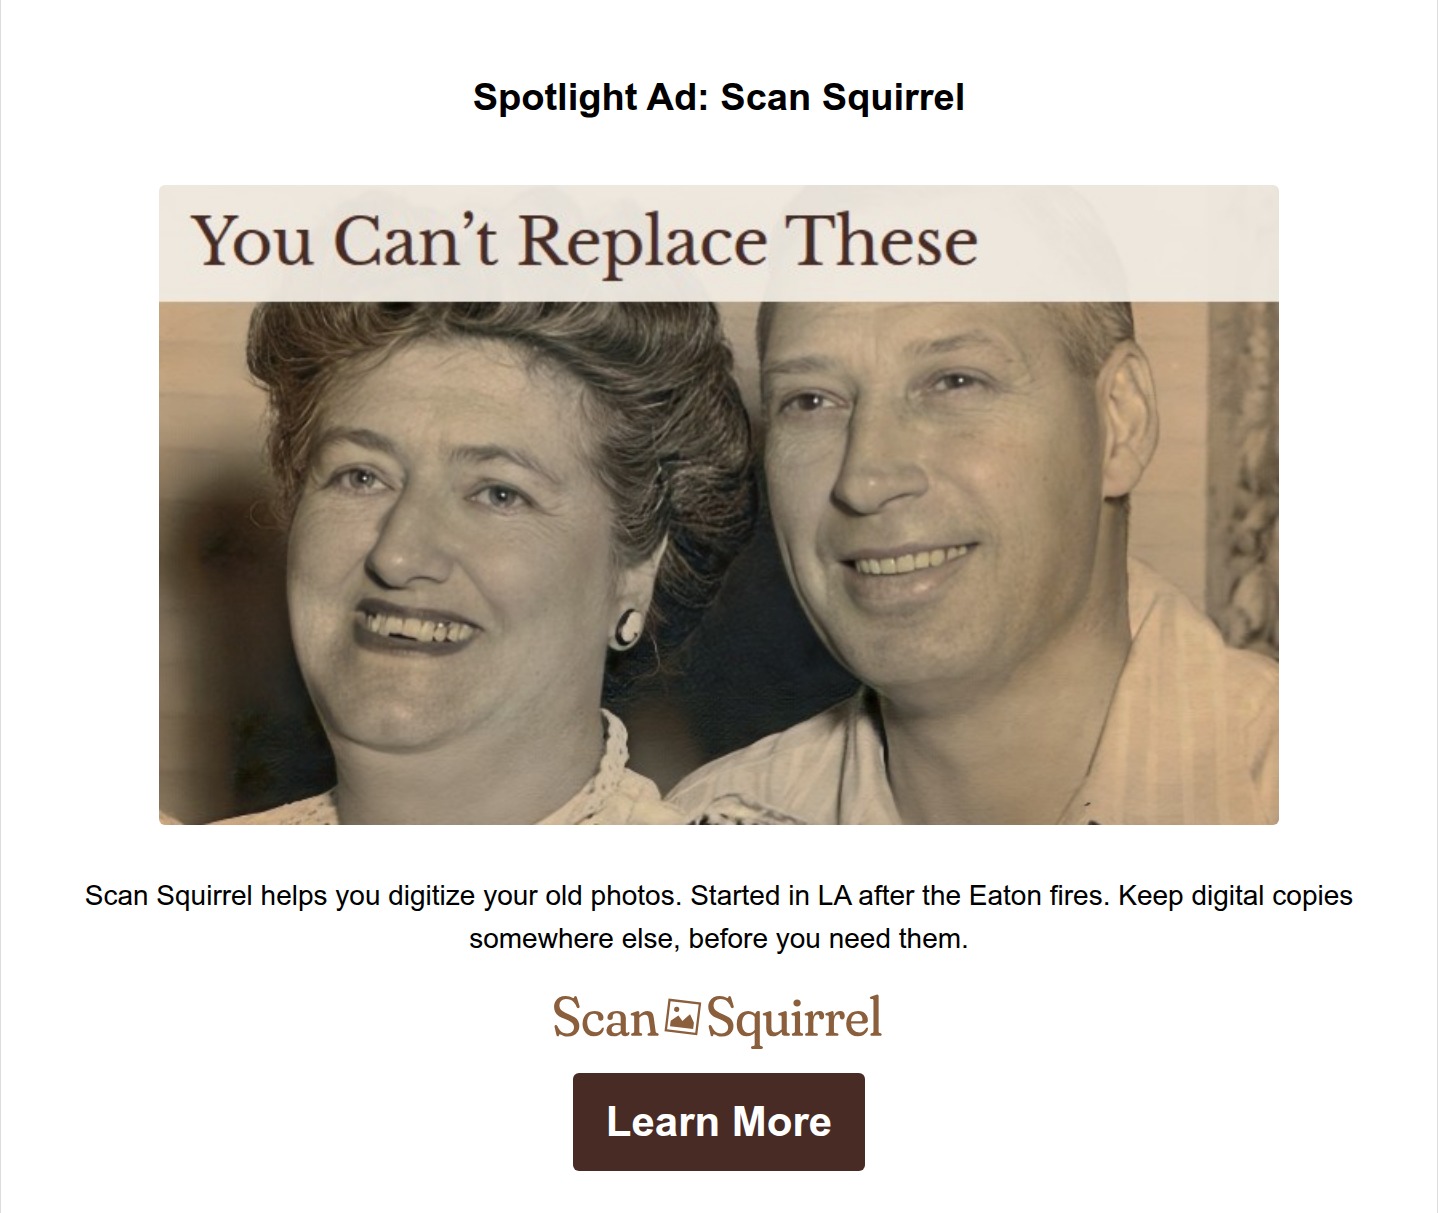 Spotlight Ad: Scan Squirrel
You Can’t Replace These
Scan Squirrel helps you digitize your old photos. Started in LA after the Eaton fires. Keep digital copies
somewhere else, before you need them.
Scan Squirrel
Learn More